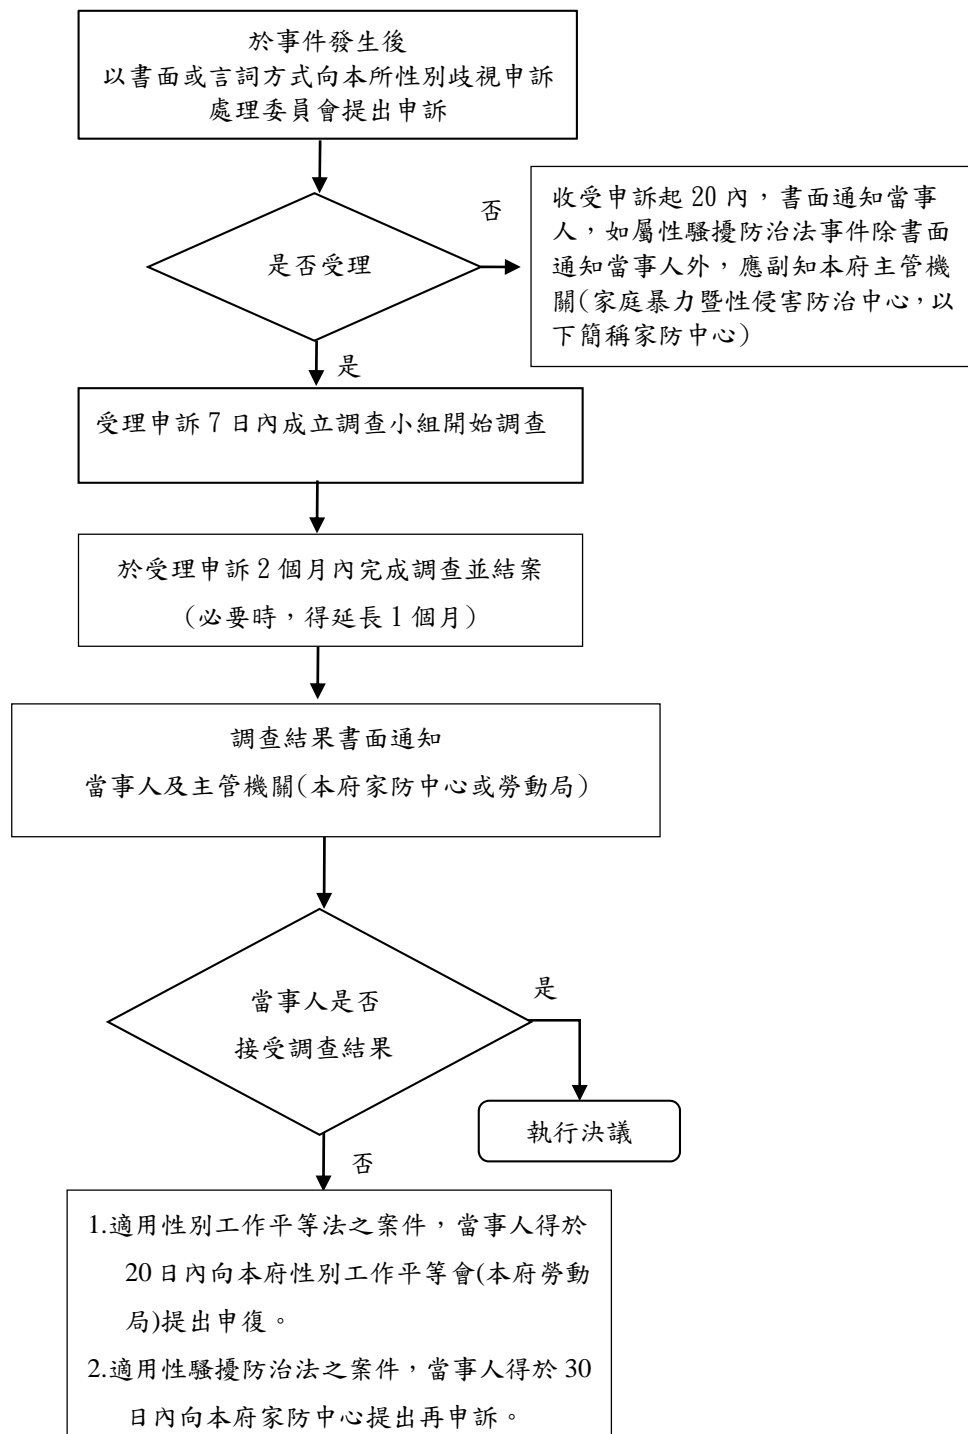 於事件發生後
以書面或言詞方式向本所性別歧視申訴
處理委員會提出申訴
是否受理
否
收受申訴起 20 內，書面通知當事
人，如屬性騷擾防治法事件除書面
通知當事人外，應副知本府主管機
關(家庭暴力暨性侵害防治中心，以
下簡稱家防中心)
是
受理申訴 7 日內成立調查小組開始調查
於受理申訴 2 個月內完成調查並結案
(必要時，得延長 1 個月)
調查結果書面通知
當事人及主管機關(本府家防中心或勞動局)
當事人是否
接受調查結果
是
執行決議
否
1.適用性別工作平等法之案件，當事人得於
20 日內向本府性別工作平等會(本府勞動
局)提出申復。
2.適用性騷擾防治法之案件，當事人得於 30
日內向本府家防中心提出再申訴。